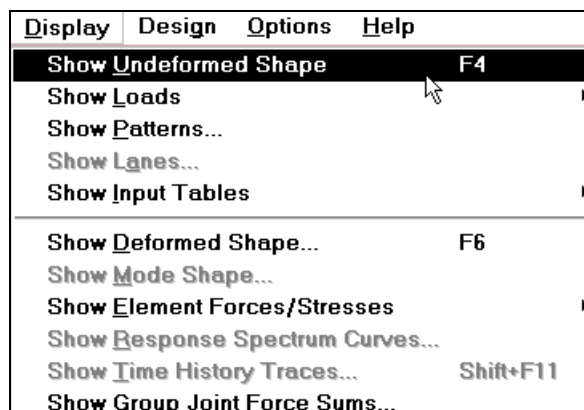 Display Design Options Help
Show Undeformed Shape F4
Show Loads
Show Patterns...
Show Lanes...
Show Input Tables
Show Deformed Shape... F6
Show Mode Shape...
Show Element Forces/Stresses
Show Response Spectrum Curves...
Show Time History Traces... Shift+F11
Show Group Joint Force Sums...